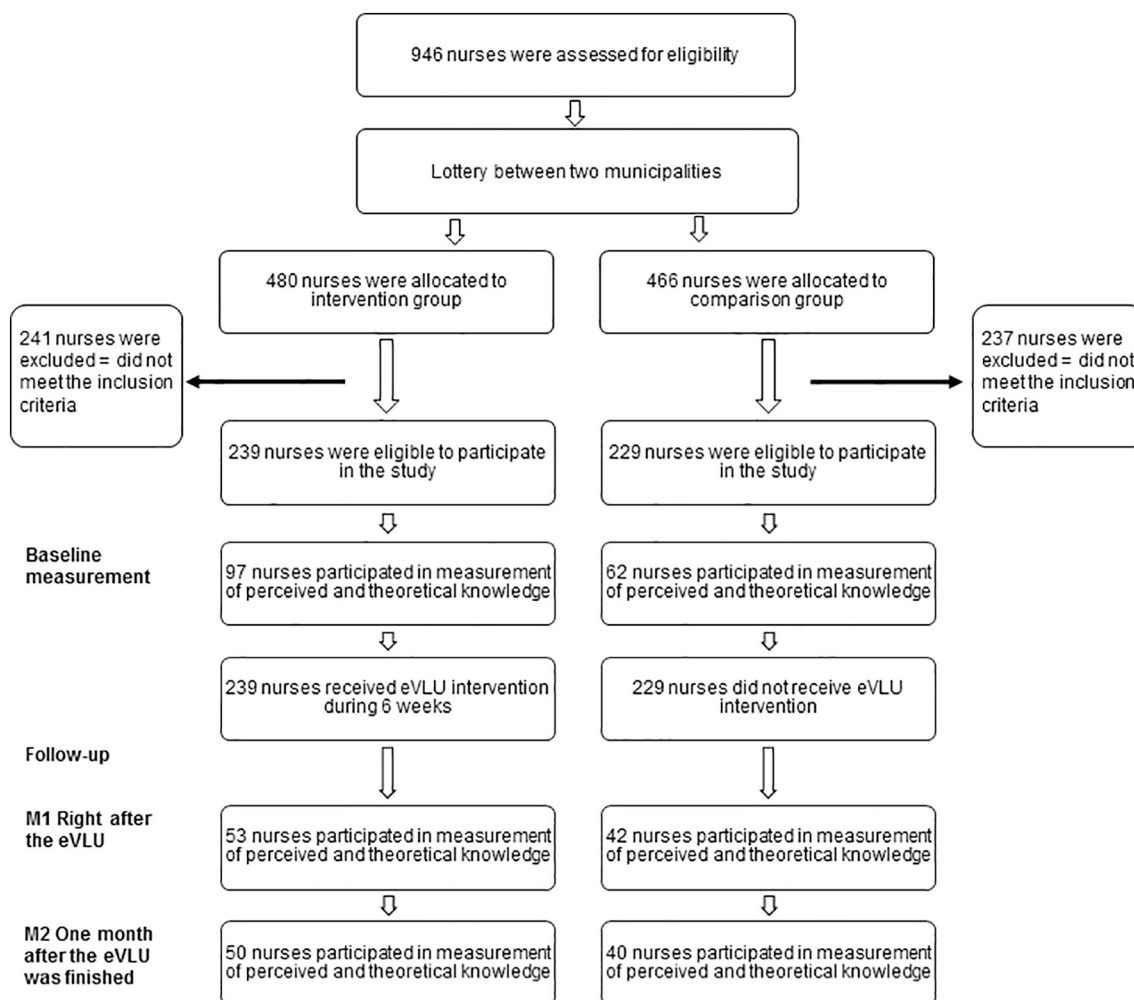 946 nurses were assessed for eligibility
Lottery between two municipalities
480 nurses were allocated to
intervention group
466 nurses were allocated to
comparison group
241 nurses were
excluded = did not
meet the inclusion
criteria
237 nurses were
excluded = did not
meet the inclusion
criteria
239 nurses were eligible to participate
in the study
229 nurses were eligible to participate
in the study
Baseline
measurement
97 nurses participated in measurement
of perceived and theoretical knowledge
62 nurses participated in measurement
of perceived and theoretical knowledge
239 nurses received eVLU intervention
during 6 weeks
229 nurses did not receive eVLU
intervention
Follow-up
M1 Right after
the eVLU
53 nurses participated in measurement
of perceived and theoretical knowledge
42 nurses participated in measurement
of perceived and theoretical knowledge
M2 One month
after the eVLU
was finished
50 nurses participated in measurement
of perceived and theoretical knowledge
40 nurses participated in measurement
of perceived and theoretical knowledge